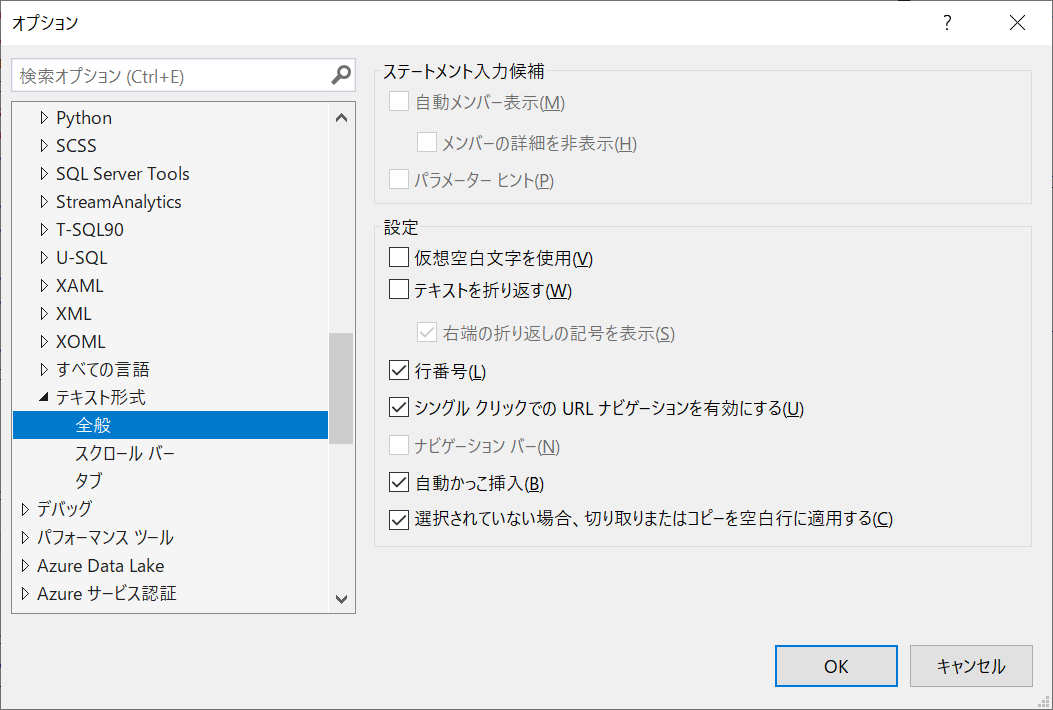 オプション
?
検索オプション (Ctrl+E)
Python
SCSS
SQL Server Tools
StreamAnalytics
T-SQL90
U-SQL
XAML
XML
XOML
すべての言語
テキスト形式
全般
スクロール バー
タブ
デバッグ
パフォーマンス ツール
Azure Data Lake
Azure サービス認証
ステートメント入力候補
自動メンバー表示(M)
メンバーの詳細を非表示(H)
パラメーター ヒント(P)
設定
仮想空白文字を使用(V)
テキストを折り返す(W)
右端の折り返しの記号を表示(S)
行番号(L)
シングル クリックでの URL ナビゲーションを有効にする(U)
ナビゲーション バー(N)
自動かっこ挿入(B)
選択されていない場合、切り取りまたはコピーを空白行に適用する(C)
OK
キャンセル